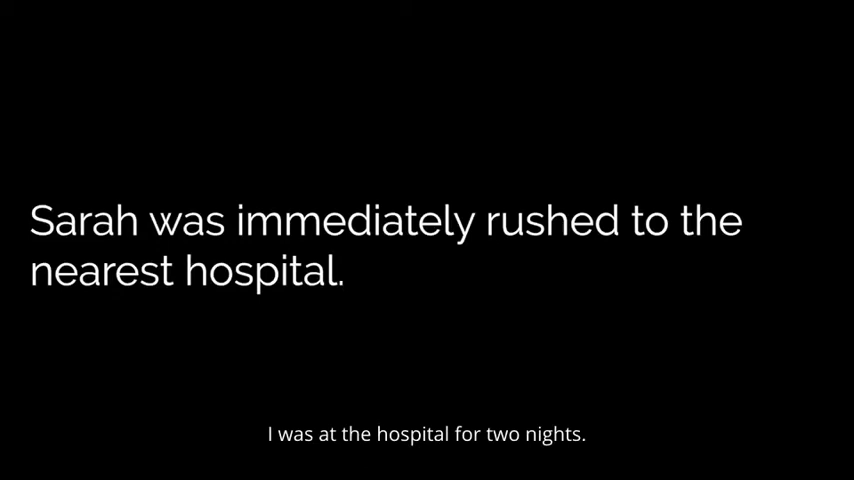 Sarah was immediately rushed to the
nearest hospital.
I was at the hospital for two nights.